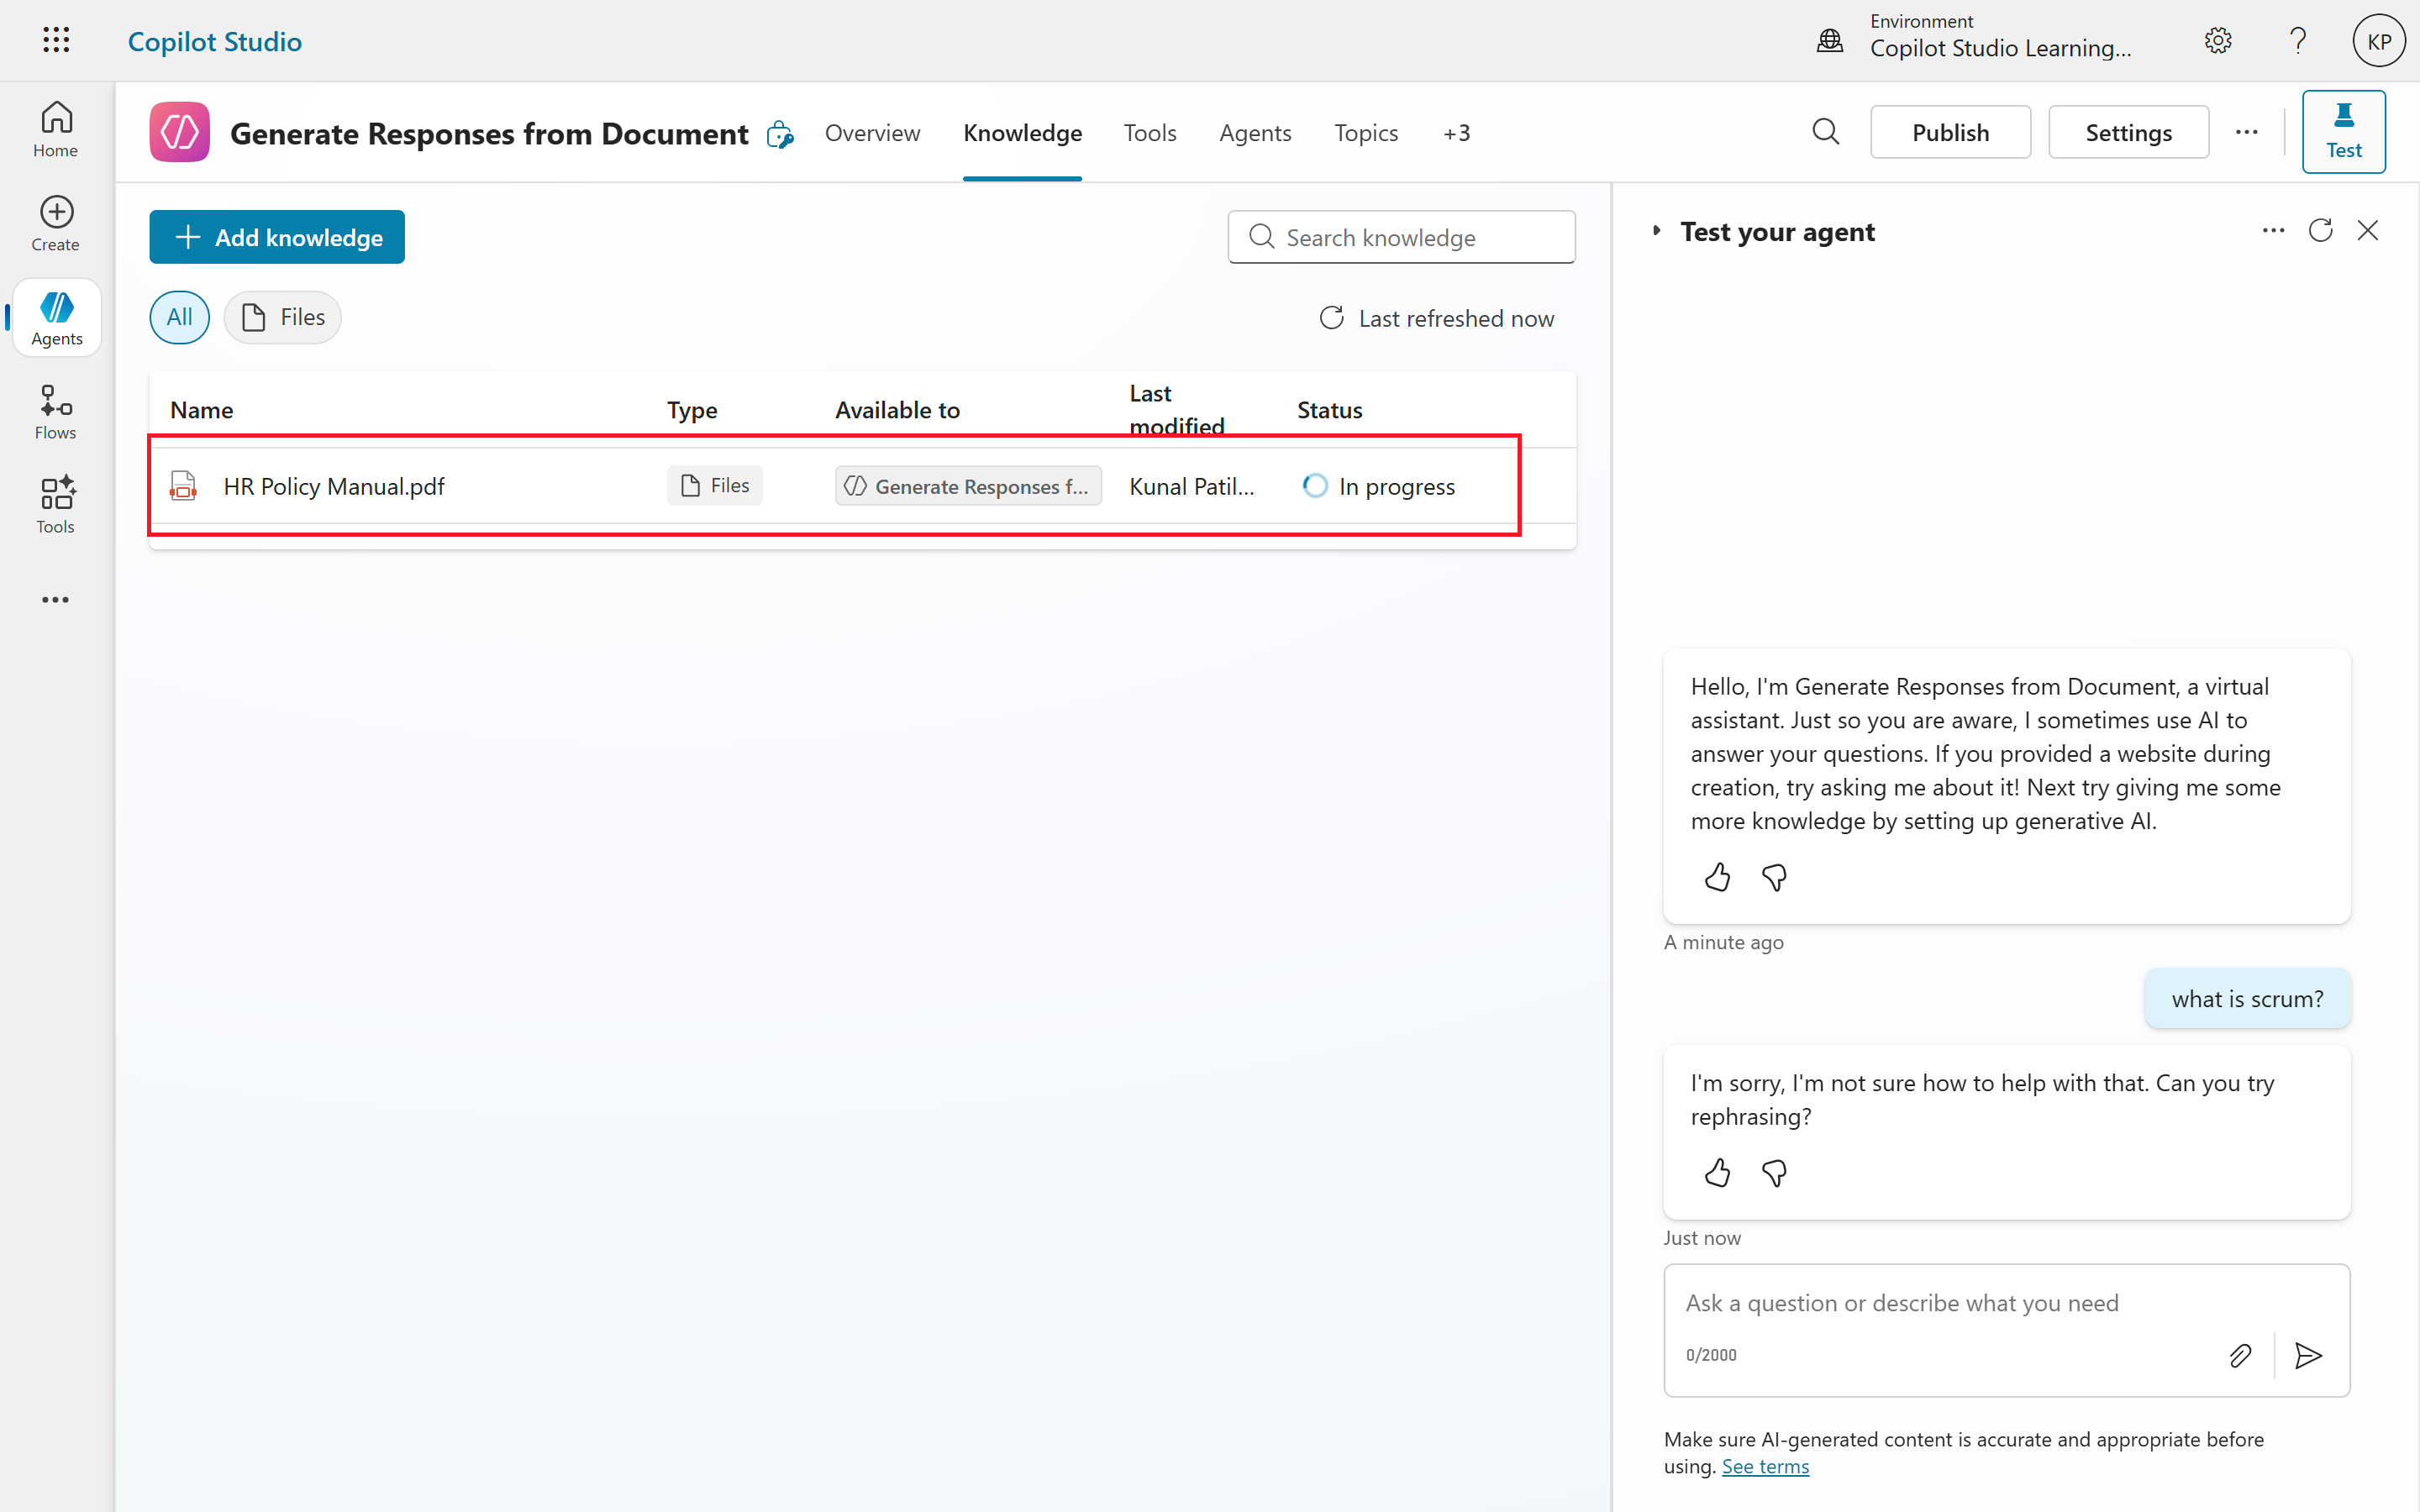 Copilot Studio
Environment
Copilot Studio Learning...
KP
Home
Create
Agents
Flows
Tools
Generate Responses from Document
Overview
Knowledge
Tools
Agents
Topics
+3
Publish
Settings
Test
Add knowledge
Search knowledge
All
Files
Last refreshed now
Name
Type
Available to
Last
modified
Status
HR Policy Manual.pdf
Files
Generate Responses f...
Kunal Patil...
In progress
Test your agent
Hello, I'm Generate Responses from Document, a virtual
assistant. Just so you are aware, I sometimes use AI to
answer your questions. If you provided a website during
creation, try asking me about it! Next try giving me some
more knowledge by setting up generative AI.
A minute ago
what is scrum?
I'm sorry, I'm not sure how to help with that. Can you try
rephrasing?
Just now
Ask a question or describe what you need
0/2000
Make sure AI-generated content is accurate and appropriate before
using. See terms